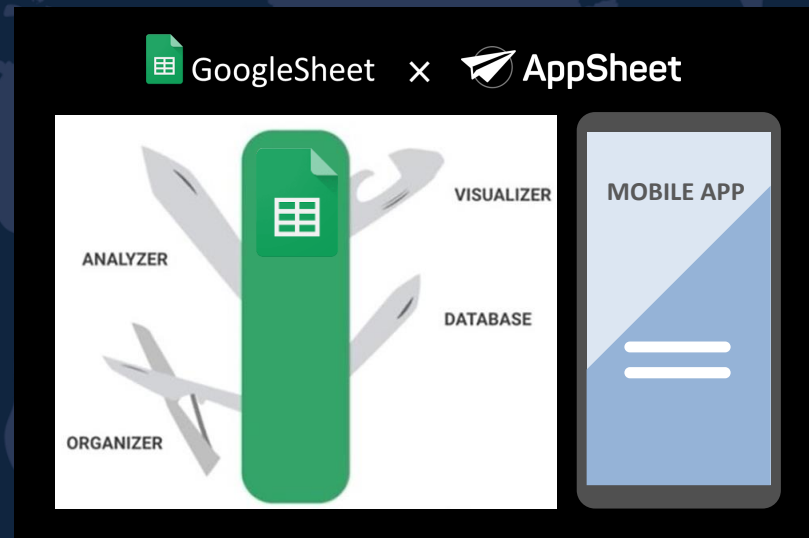 GoogleSheet x AppSheet
VISUALIZER
MOBILE APP
ANALYZER
DATABASE
ORGANIZER